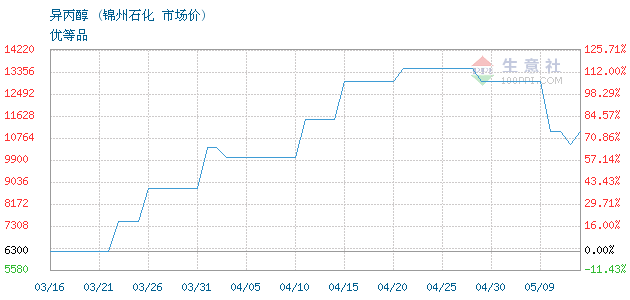 异丙醇 (锦州石化 市场价)
优等品
14220 125.71%
13356 112.00%
12492 98.29%
11628 84.57%
10764 70.86%
9900 57.14%
9036 43.43%
8172 29.71%
7308 16.00%
6300 0.00%
5580 -11.43%
03/16 03/21 03/26 03/31 04/05 04/10 04/15 04/20 04/25 04/30 05/09
生意社
100PPI.COM